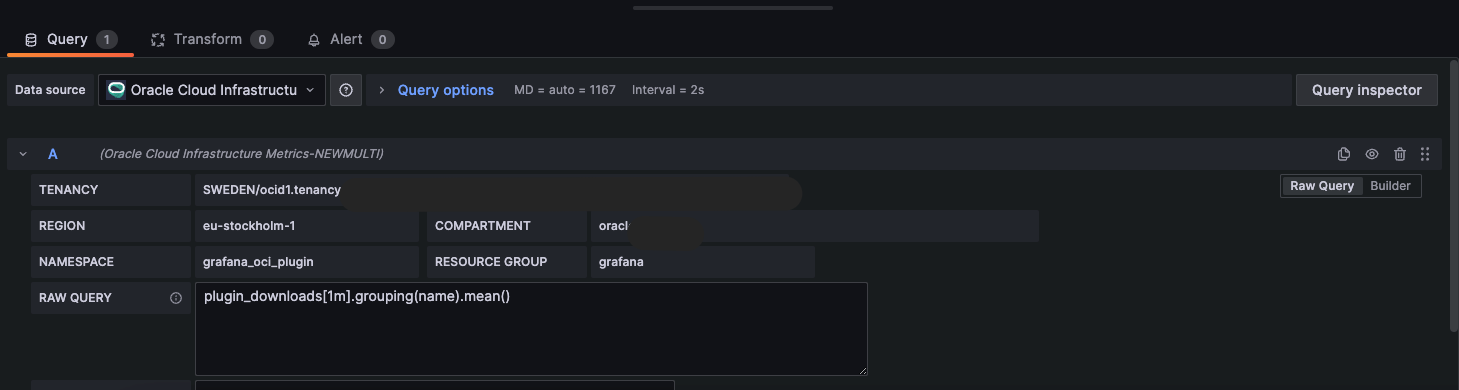 Query 1 Transform 0 Alert 0
Data source Oracle Cloud Infrastructu Query options MD = auto = 1167 Interval = 2s Query inspector
A (Oracle Cloud Infrastructure Metrics-NEWMULTI)
TENANCY SWEDEN/ocid1.tenancy Raw Query Builder
REGION eu-stockholm-1 COMPARTMENT oracl
NAMESPACE grafana_oci_plugin RESOURCE GROUP grafana
RAW QUERY plugin_downloads[1m].grouping(name).mean()